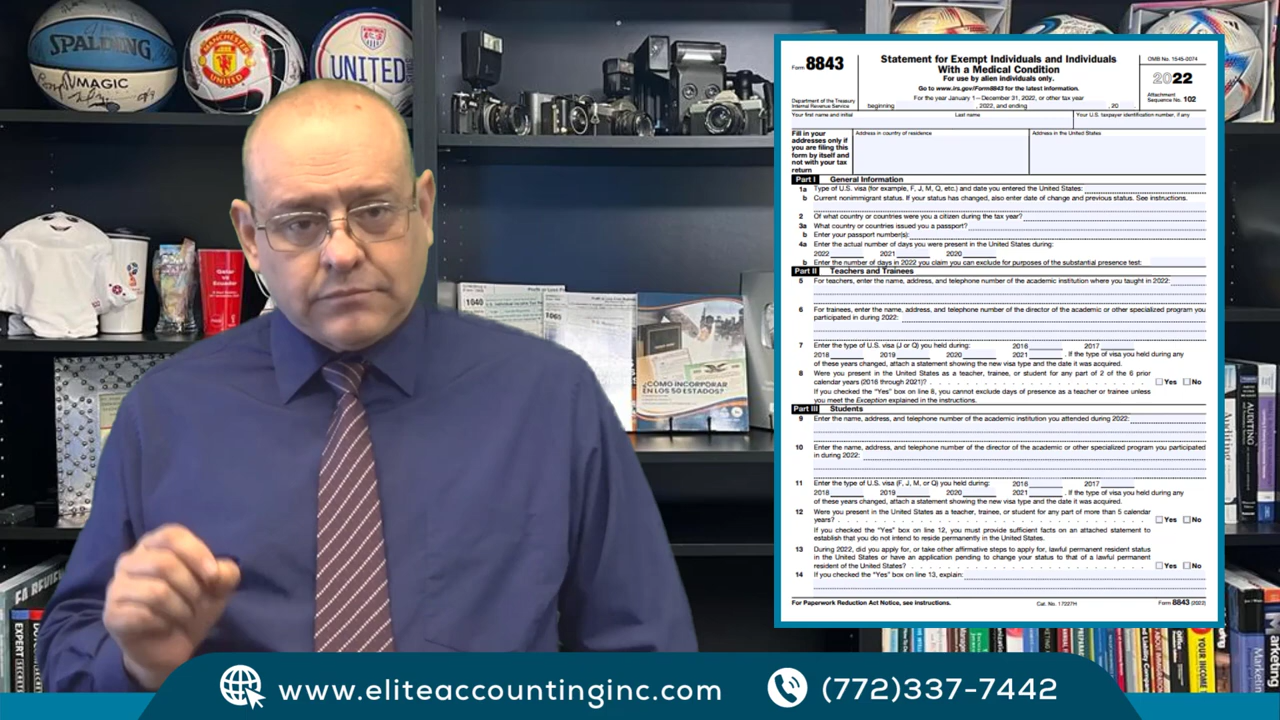 SPALDING
MAGIC
MANCHESTER
UNITED
UNITED
Qatar
vs
Ecuador
1040
1065
¿CÓMO INCORPORAR
EN LOS 50 ESTADOS?
AUDITING
EXPERT
SECRETS
YOUR INCOME
Marketing
Form 8843
Department of the Treasury
Internal Revenue Service
Statement for Exempt Individuals and Individuals
With a Medical Condition
For use by alien individuals only.
Go to www.irs.gov/Form8843 for the latest information.
For the year January 1—December 31, 2022, or other tax year
beginning , 2022, and ending , 20
OMB No. 1545-0074
2022
Attachment
Sequence No. 102
Your first name and initial Last name Your U.S. taxpayer identification number, if any
Fill in your
addresses only if
you are filing this
form by itself and
not with your tax
return
Address in country of residence
Address in the United States
Part I General Information
1a Type of U.S. visa (for example, F, J, M, Q, etc.) and date you entered the United States:
b Current nonimmigrant status. If your status has changed, also enter date of change and previous status. See instructions.
2 Of what country or countries were you a citizen during the tax year?
3a What country or countries issued you a passport?
b Enter your passport number(s):
4a Enter the actual number of days you were present in the United States during:
2022 2021 2020
b Enter the number of days in 2022 you claim you can exclude for purposes of the substantial presence test:
Part II Teachers and Trainees
5 For teachers, enter the name, address, and telephone number of the academic institution where you taught in 2022:
6 For trainees, enter the name, address, and telephone number of the director of the academic or other specialized program you
participated in during 2022:
7 Enter the type of U.S. visa (J or Q) you held during: 2016 2017
2018 2019 2020 2021 . If the type of visa you held during any
of these years changed, attach a statement showing the new visa type and the date it was acquired.
8 Were you present in the United States as a teacher, trainee, or student for any part of 2 of the 6 prior
calendar years (2016 through 2021)? Yes No
If you checked the "Yes" box on line 8, you cannot exclude days of presence as a teacher or trainee unless
you meet the Exception explained in the instructions.
Part III Students
9 Enter the name, address, and telephone number of the academic institution you attended during 2022:
10 Enter the name, address, and telephone number of the director of the academic or other specialized program you participated
in during 2022:
11 Enter the type of U.S. visa (F, J, M, or Q) you held during: 2016 2017
2018 2019 2020 2021 . If the type of visa you held during any
of these years changed, attach a statement showing the new visa type and the date it was acquired.
12 Were you present in the United States as a teacher, trainee, or student for any part of more than 5 calendar
years? Yes No
If you checked the "Yes" box on line 12, you must provide sufficient facts on an attached statement to
establish that you do not intend to reside permanently in the United States.
13 During 2022, did you apply for, or take other affirmative steps to apply for, lawful permanent resident status
in the United States or have an application pending to change your status to that of a lawful permanent
resident of the United States? Yes No
14 If you checked the "Yes" box on line 13, explain:
For Paperwork Reduction Act Notice, see instructions. Cat. No. 17227H Form 8843 (2022)
www.eliteaccountinginc.com
(772)337-7442